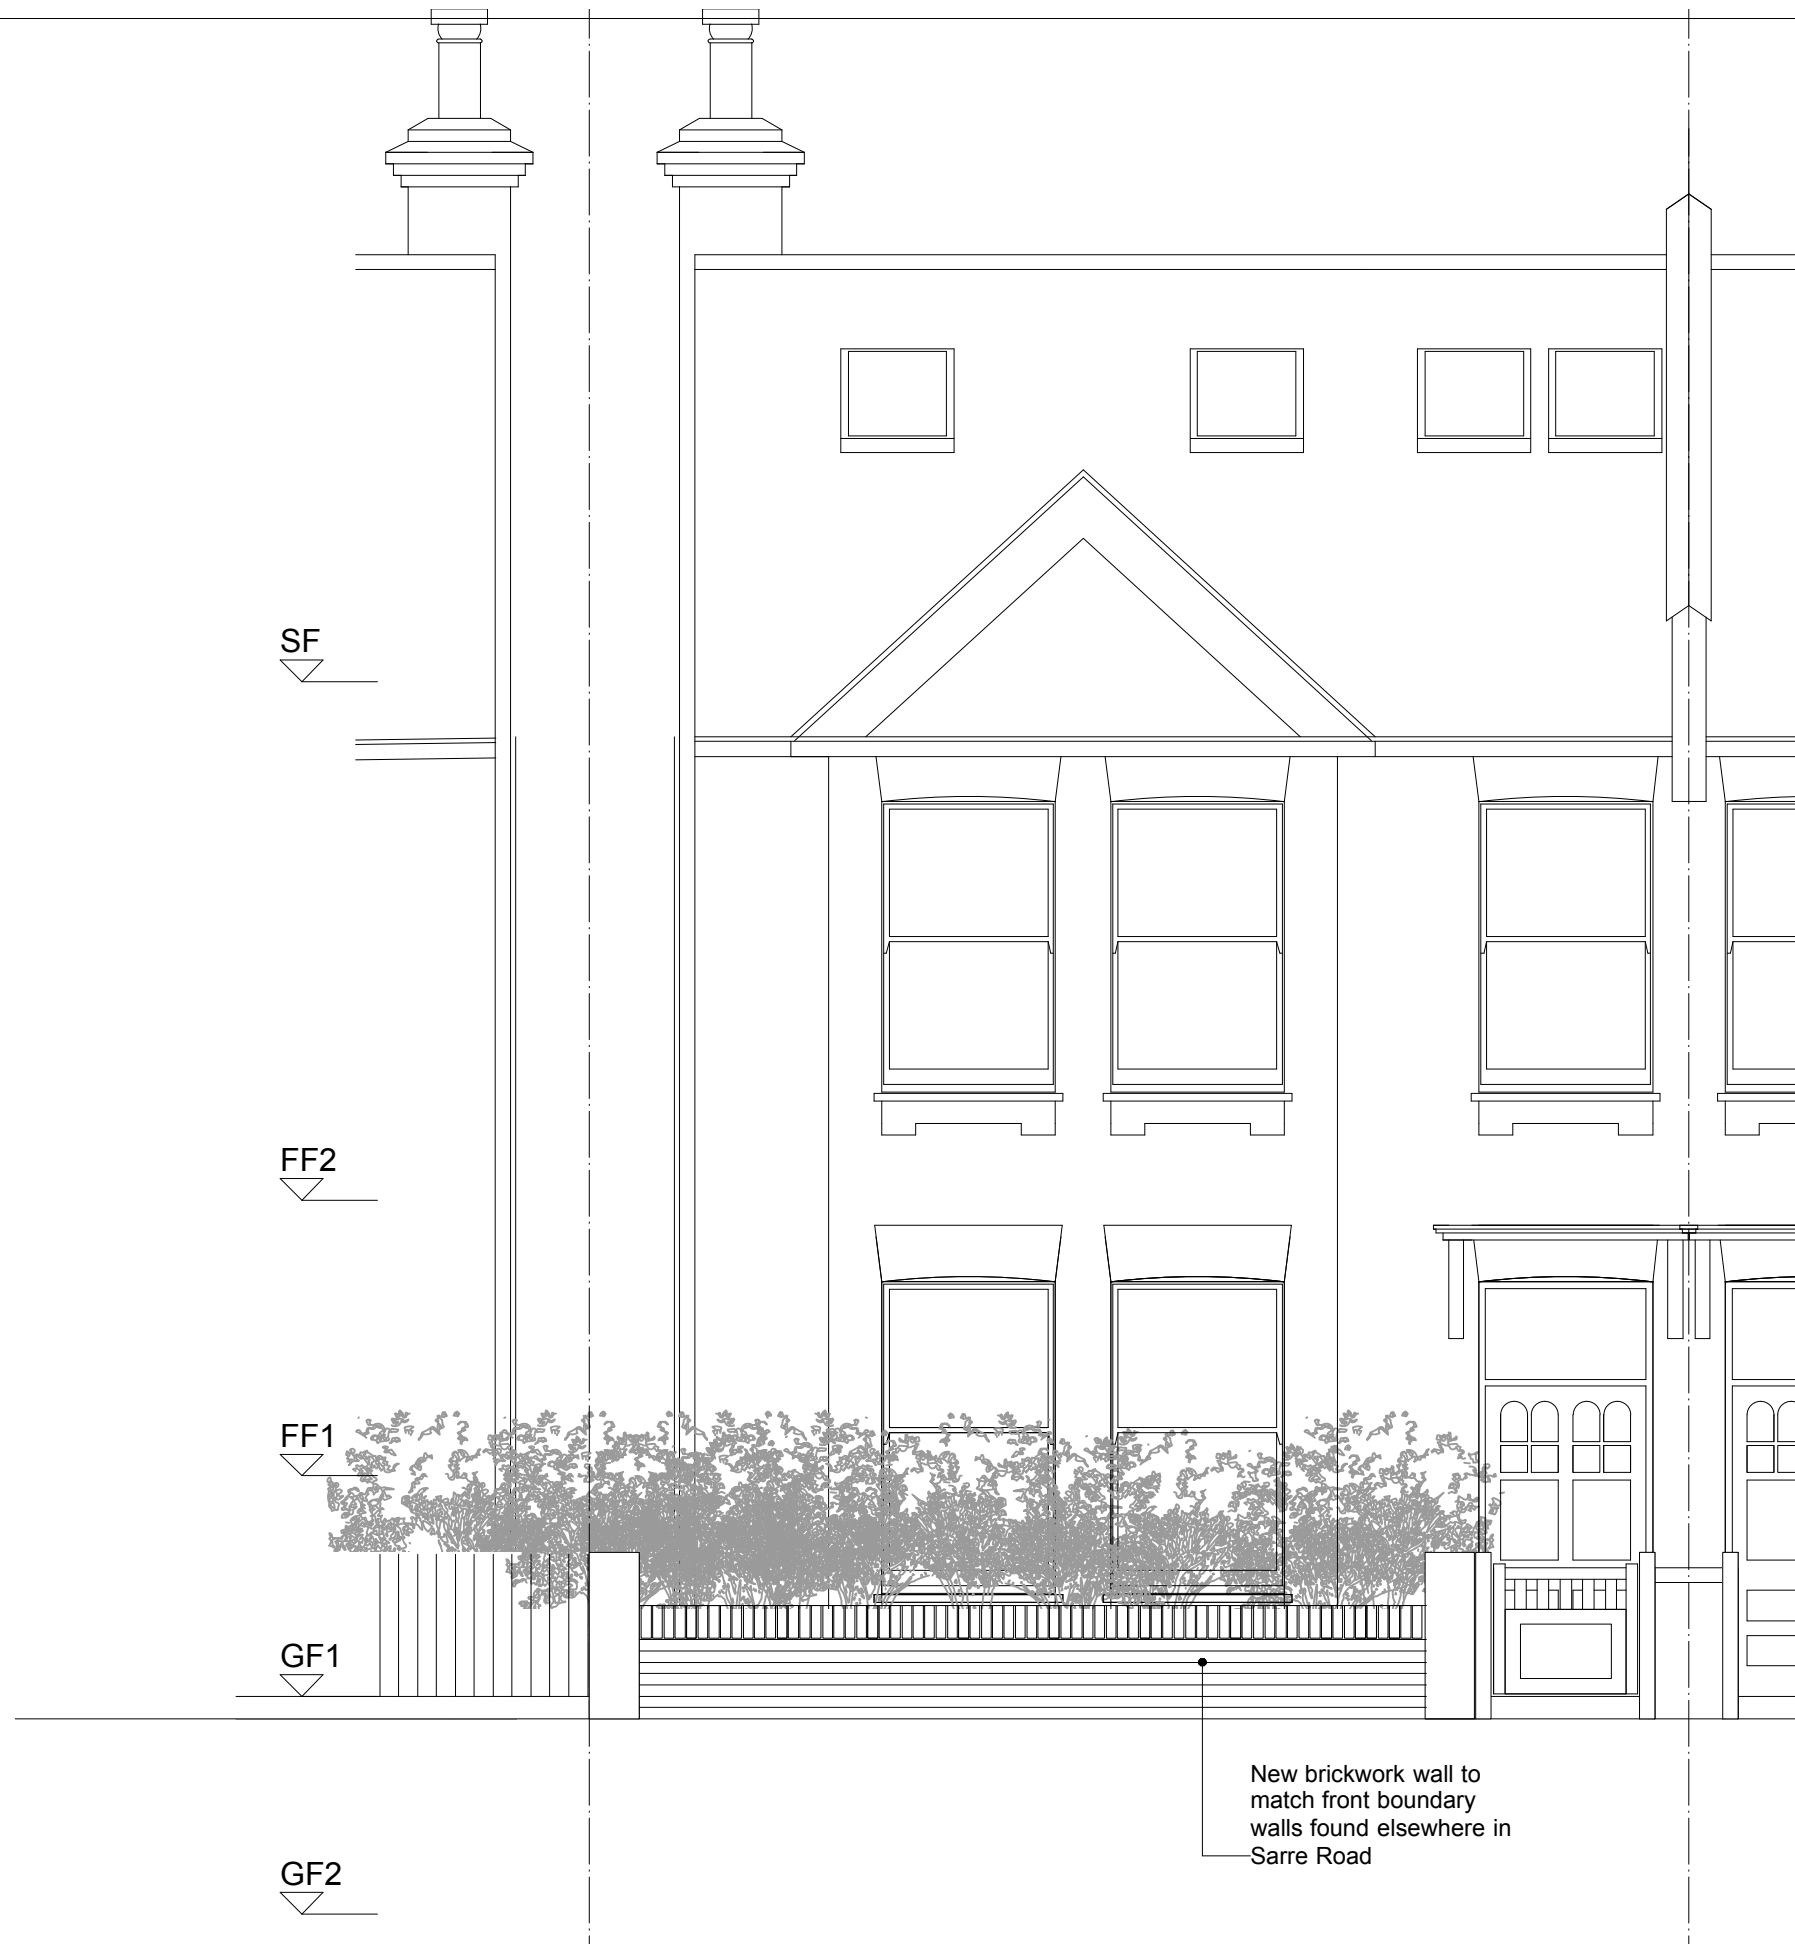 SF
FF2
FF1
GF1
New brickwork wall to
match front boundary
walls found elsewhere in
Sarre Road
GF2